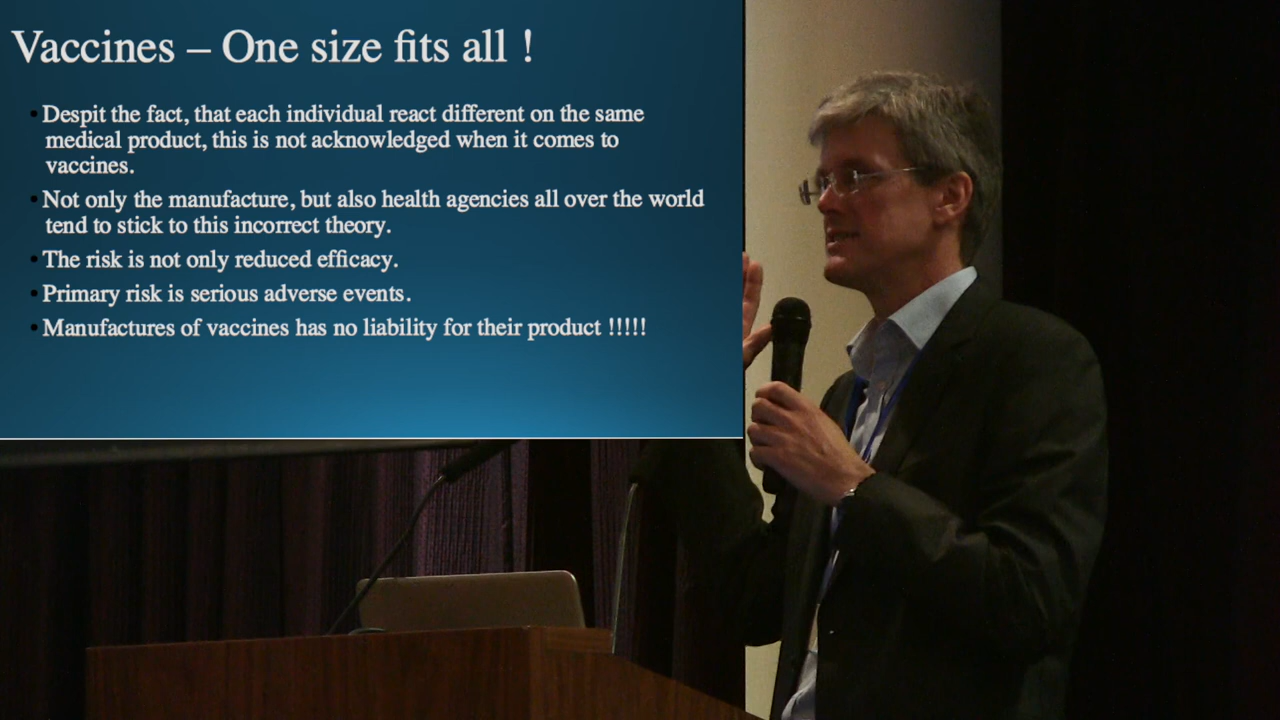 Vaccines – One size fits all !
• Despit the fact, that each individual react different on the same
medical product, this is not acknowledged when it comes to
vaccines.
• Not only the manufacture, but also health agencies all over the world
tend to stick to this incorrect theory.
• The risk is not only reduced efficacy.
• Primary risk is serious adverse events.
• Manufactures of vaccines has no liability for their product !!!!!